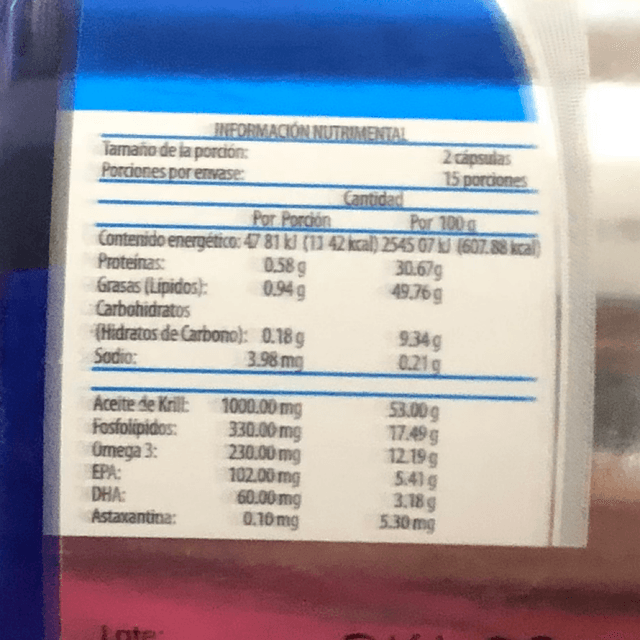 INFORMACIÓN NUTRIMENTAL
Tamaño de la porción: 2 cápsulas
Porciones por envase: 15 porciones
Cantidad
Por Porción Por 100 g
Contenido energético: 47 81 kJ (11 42 kcal) 2545 07 kJ (607.88 kcal)
Proteínas: 0.58 g 30.67g
Grasas (Lípidos): 0.94 g 49.76 g
Carbohidratos
(Hidratos de Carbono): 0.18 g 9.34 g
Sodio: 3.98 mg 0.21 g
Aceite de Krill: 1000.00 mg 53.00 g
Fosfolípidos: 330.00 mg 17.49 g
Omega 3: 230.00 mg 12.19 g
EPA: 102.00 mg 5.41 g
DHA: 60.00 mg 3.18 g
Astaxantina: 0.10 mg 5.30 mg
Lote: